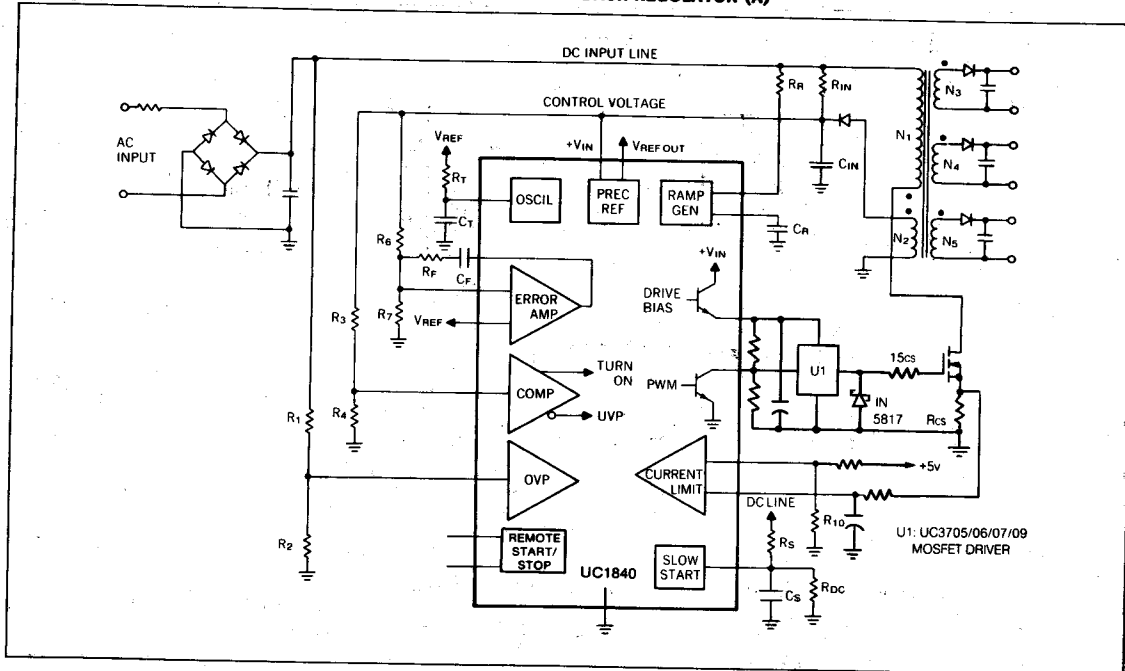 DC INPUT LINE
RR
RIN
N3
CONTROL VOLTAGE
AC
INPUT
VREF
+VIN
VREF OUT
N1
CIN
N4
RT
OSCIL
PREC
REF
RAMP
GEN
CT
CR
R6
N2
N5
RF
CF
+VIN
ERROR
AMP
DRIVE
BIAS
R3
R7
VREF
U1
15cs
TURN
ON
PWM
COMP
IN
5817
RCS
R1
R4
UVP
OVP
CURRENT
LIMIT
+5v
DC LINE
R10
R2
RS
U1: UC3705/06/07/09
MOSFET DRIVER
REMOTE
START/
STOP
UC1840
SLOW
START
CS
RDC